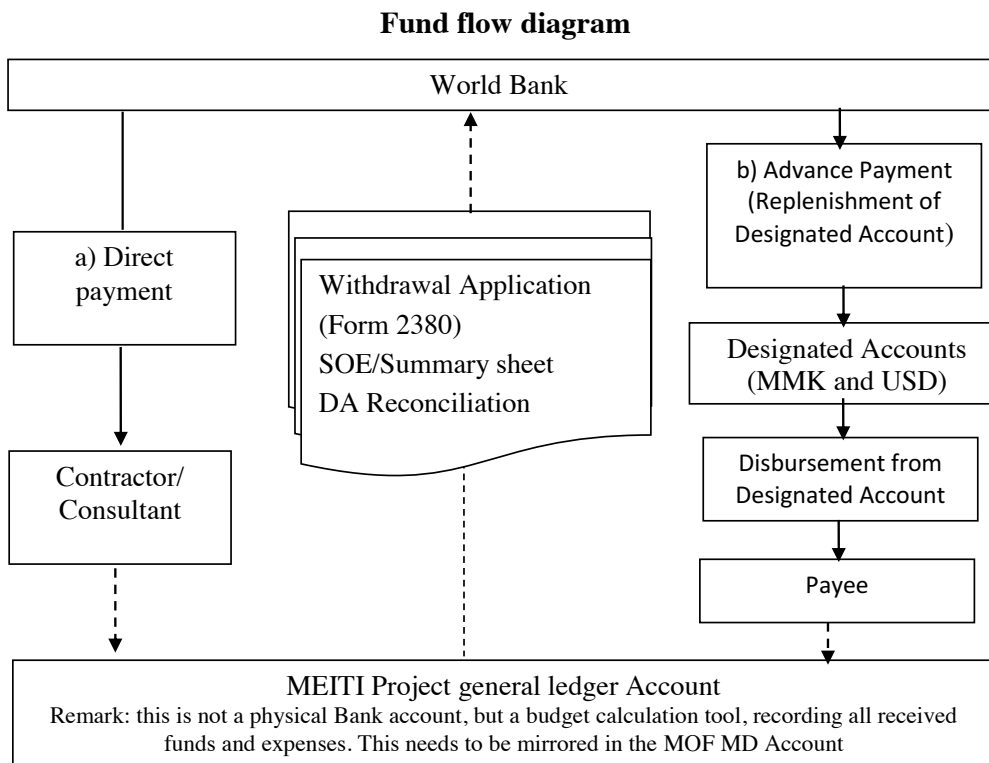 Fund flow diagram
World Bank
a) Direct
payment
Contractor/
Consultant
Withdrawal Application
(Form 2380)
SOE/Summary sheet
DA Reconciliation
b) Advance Payment
(Replenishment of
Designated Account)
Designated Accounts
(MMK and USD)
Disbursement from
Designated Account
Payee
MEITI Project general ledger Account
Remark: this is not a physical Bank account, but a budget calculation tool, recording all received
funds and expenses. This needs to be mirrored in the MOF MD Account